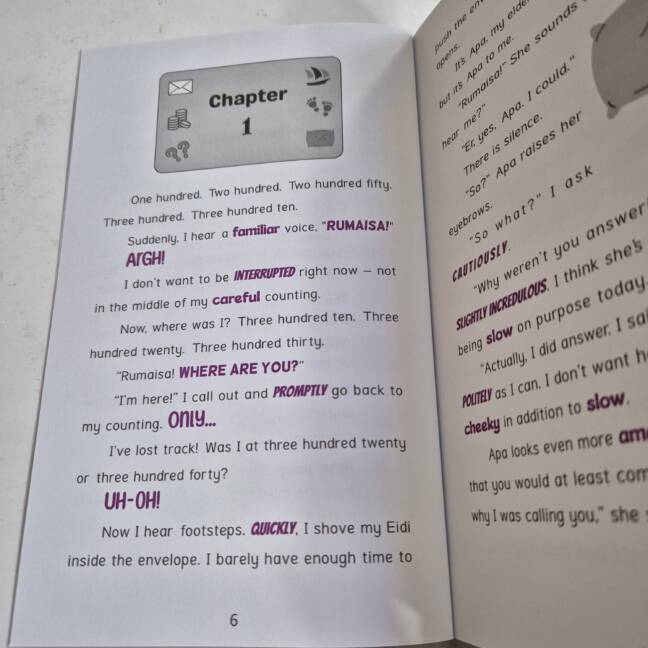 Chapter
1
One hundred. Two hundred. Two hundred fifty.
Three hundred. Three hundred ten.
Suddenly, I hear a familiar voice, "RUMAISA!"
ARGH!
I don't want to be INTERRUPTED right now – not
in the middle of my careful counting.
Now, where was I? Three hundred ten. Three
hundred twenty. Three hundred thirty.
"Rumaisa! WHERE ARE YOU?"
"I'm here!" I call out and PROMPTLY go back to
my counting. ONLY...
I've lost track! Was I at three hundred twenty
or three hundred forty?
UH-OH!
Now I hear footsteps. QUICKLY, I shove my Eidi
inside the envelope. I barely have enough time to
6
push the
opens.
It's Apa, my
but it's Apa to me.
"Rumaisa!" She sounds
hear me?"
"Er, yes, Apa. I could."
There is silence.
"So?" Apa raises her
eyebrows.
"So what?" I ask
CAUTIOUSLY.
"Why weren't you
SLIGHTLY INCREDULOUS. I think she's
being slow on purpose today.
"Actually, I did answer. I
POLITELY as I can. I don't want
cheeky in addition to slow.
Apa looks even more
that you would at least
why I was calling you," she